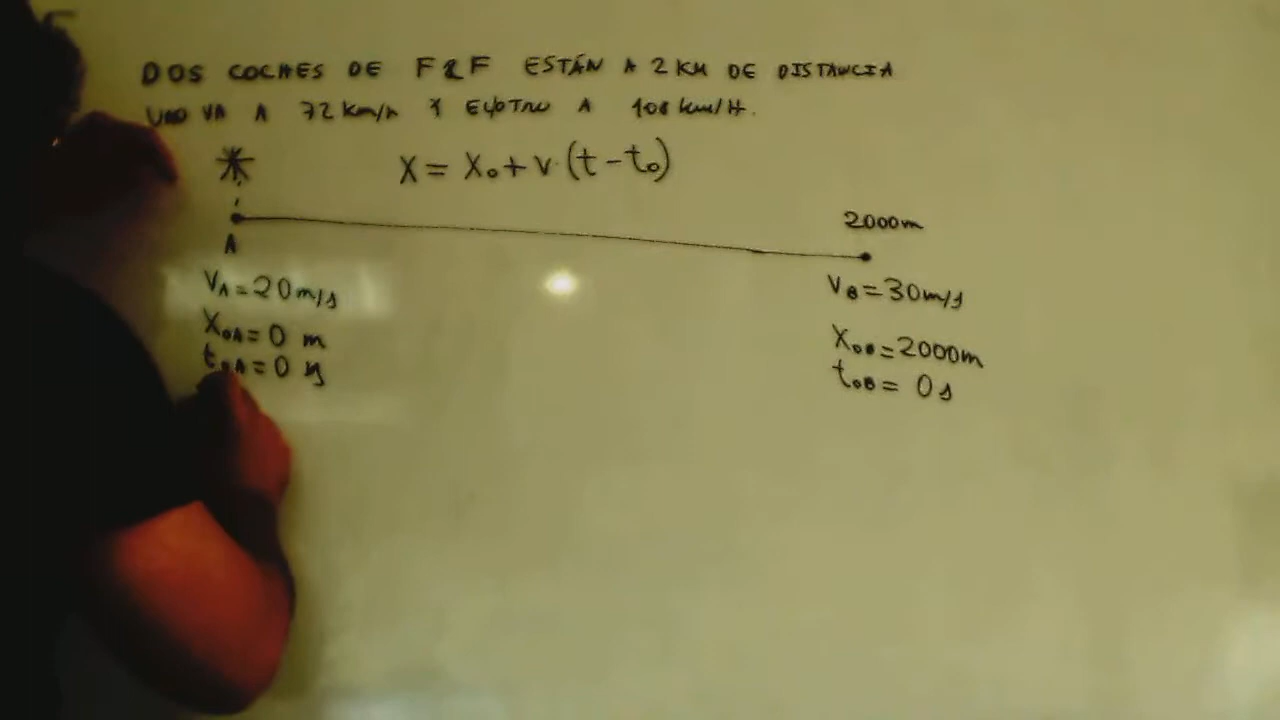 DOS COCHES DE F&F ESTÁN A 2 KM DE DISTANCIA
UNO VA A 72 km/h Y EL OTRO A 108 km/H.
X = X₀ + v · (t - t₀)
2000m
A
V_A = 20 m/s
X₀A = 0 m
t₀A = 0 s
V_B = 30 m/s
X₀B = 2000m
t₀B = 0 s